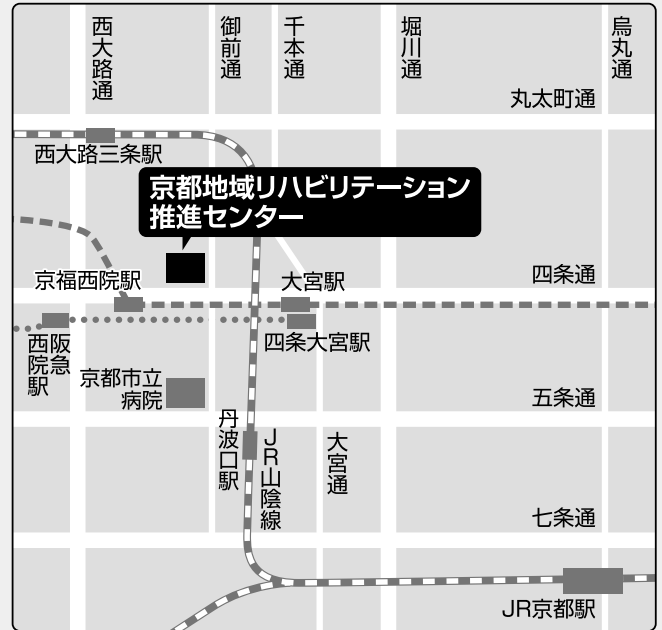 西大路通
御前通
千本通
堀川通
烏丸通
丸太町通
西大路三条駅
京都地域リハビリテーション
推進センター
京福西院駅
大宮駅
四条通
阪急
西院駅
四条大宮駅
京都市立
病院
五条通
丹波口駅
JR山陰線
大宮通
七条通
JR京都駅